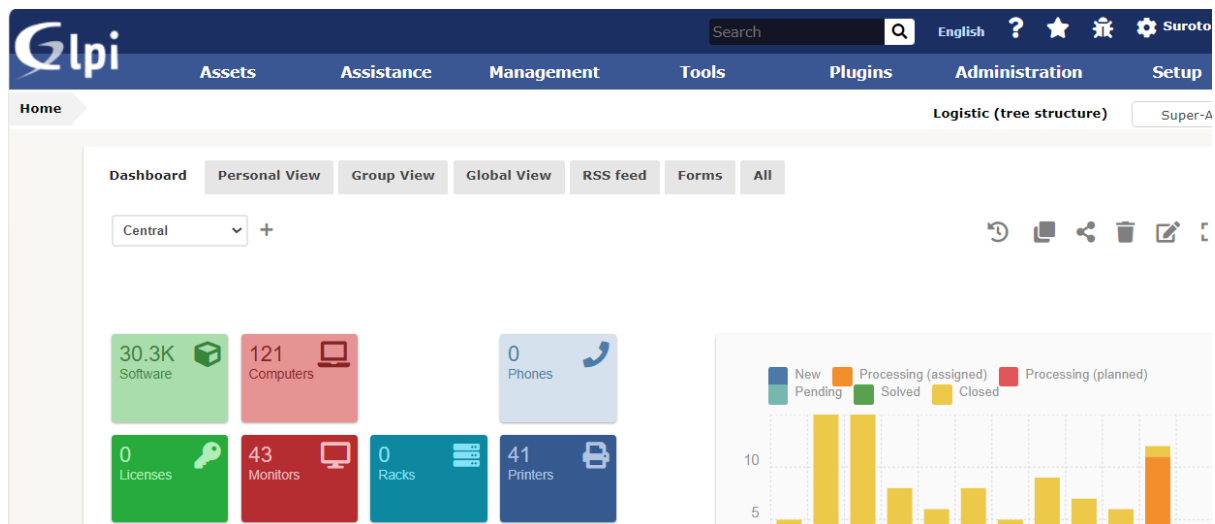 Glpi
Search
English
Suroto
Assets Assistance Management Tools Plugins Administration Setup
Home
Logistic (tree structure)
Super-A
Dashboard Personal View Group View Global View RSS feed Forms All
Central
30.3K
Software
121
Computers
0
Phones
0
Licenses
43
Monitors
0
Racks
41
Printers
New Processing (assigned) Processing (planned)
Pending Solved Closed
10
5